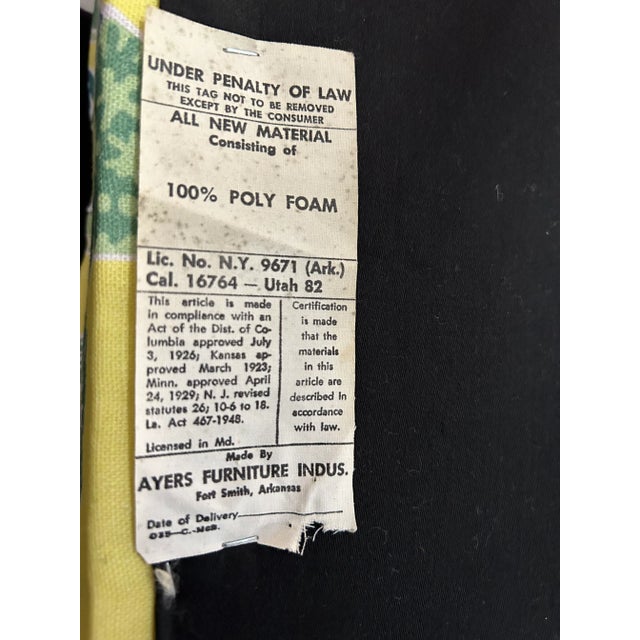 UNDER PENALTY OF LAW
THIS TAG NOT TO BE REMOVED
EXCEPT BY THE CONSUMER
ALL NEW MATERIAL
Consisting of
100% POLY FOAM
Lic. No. N.Y. 9671 (Ark.)
Cal. 16764 — Utah 82
This article is made
in compliance with an
Act of the Dist. of Co-
lumbia approved July
3, 1926; Kansas ap-
proved March 1923;
Minn. approved April
24, 1929; N. J. revised
statutes 26; 10-6 to 18.
La. Act 467-1948.
Licensed in Md.
Certification
is made
that the
materials
in this
article are
described in
accordance
with law.
Made By
AYERS FURNITURE INDUS.
Fort Smith, Arkansas
Date of Delivery